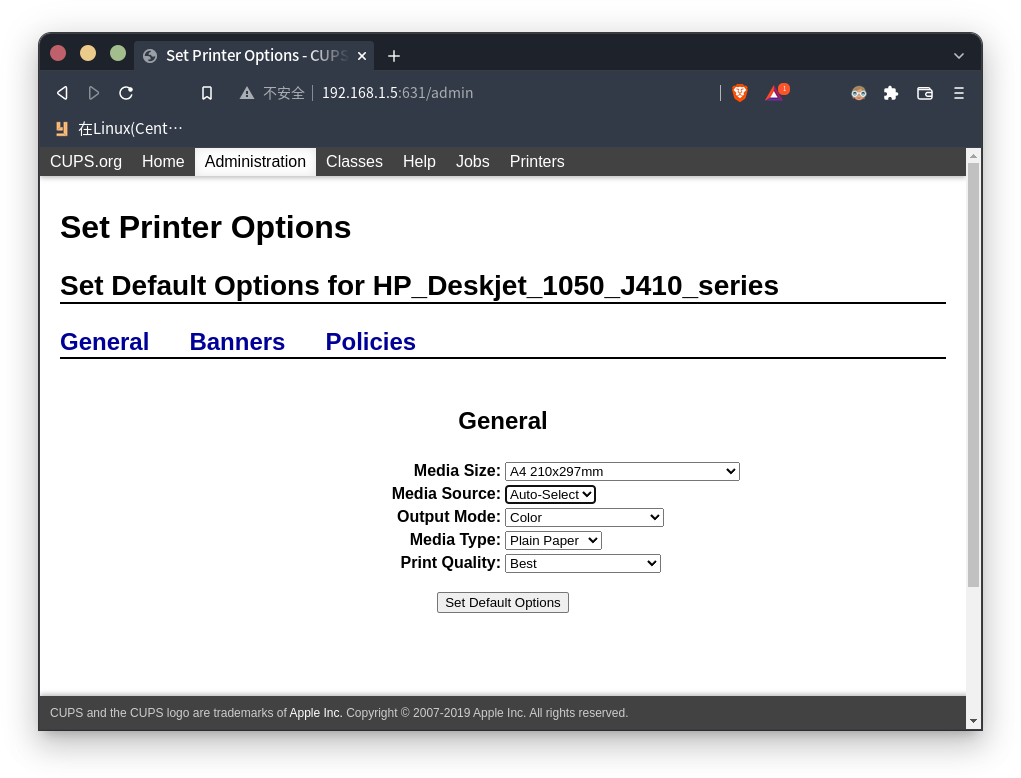 Set Printer Options - CUPS
不安全 192.168.1.5:631/admin
1
在Linux(Cent···
CUPS.org Home Administration Classes Help Jobs Printers
Set Printer Options
Set Default Options for HP_Deskjet_1050_J410_series
General Banners Policies
General
Media Size: A4 210x297mm
Media Source: Auto-Select
Output Mode: Color
Media Type: Plain Paper
Print Quality: Best
Set Default Options
CUPS and the CUPS logo are trademarks of Apple Inc. Copyright © 2007-2019 Apple Inc. All rights reserved.